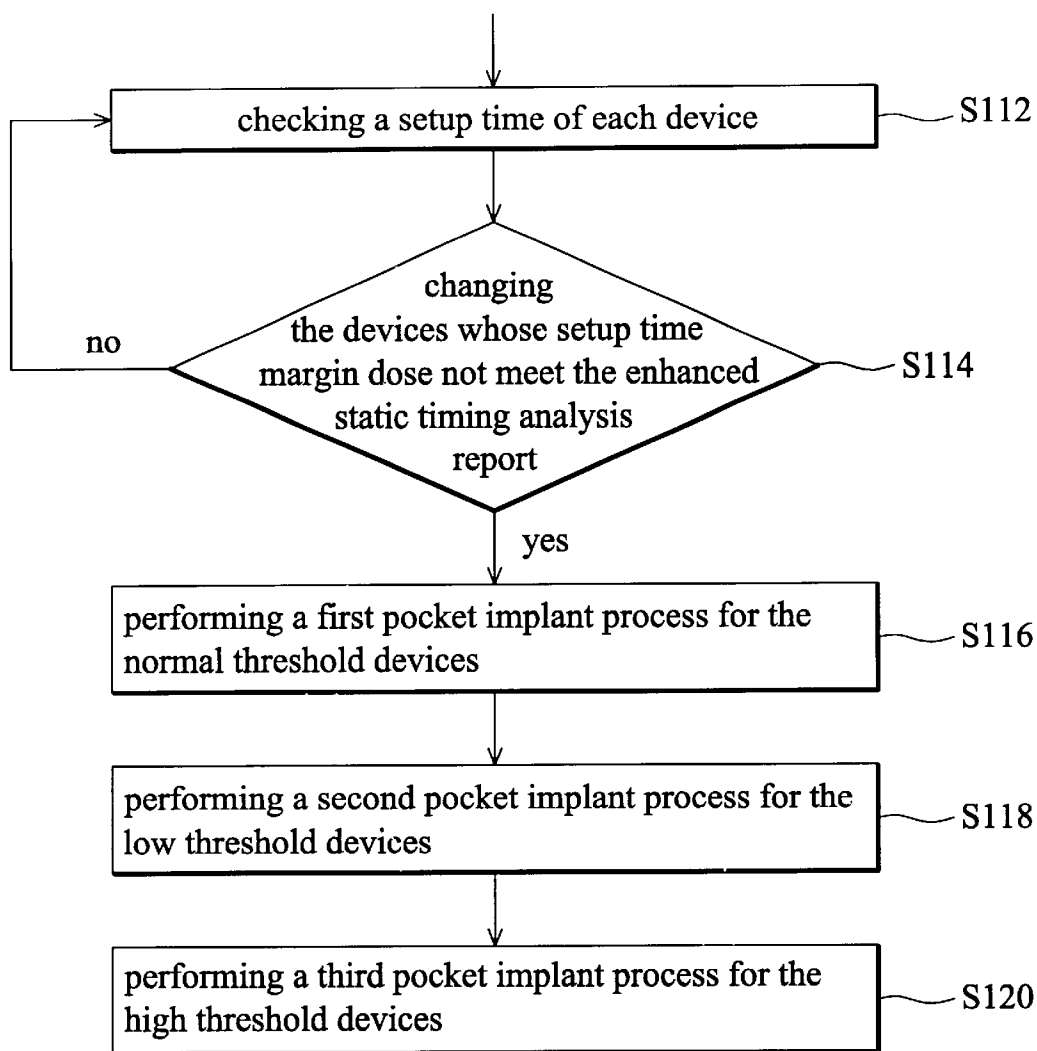 checking a setup time of each device
S112
changing
the devices whose setup time
margin dose not meet the enhanced
static timing analysis
report
S114
no
yes
performing a first pocket implant process for the
normal threshold devices
S116
performing a second pocket implant process for the
low threshold devices
S118
performing a third pocket implant process for the
high threshold devices
S120